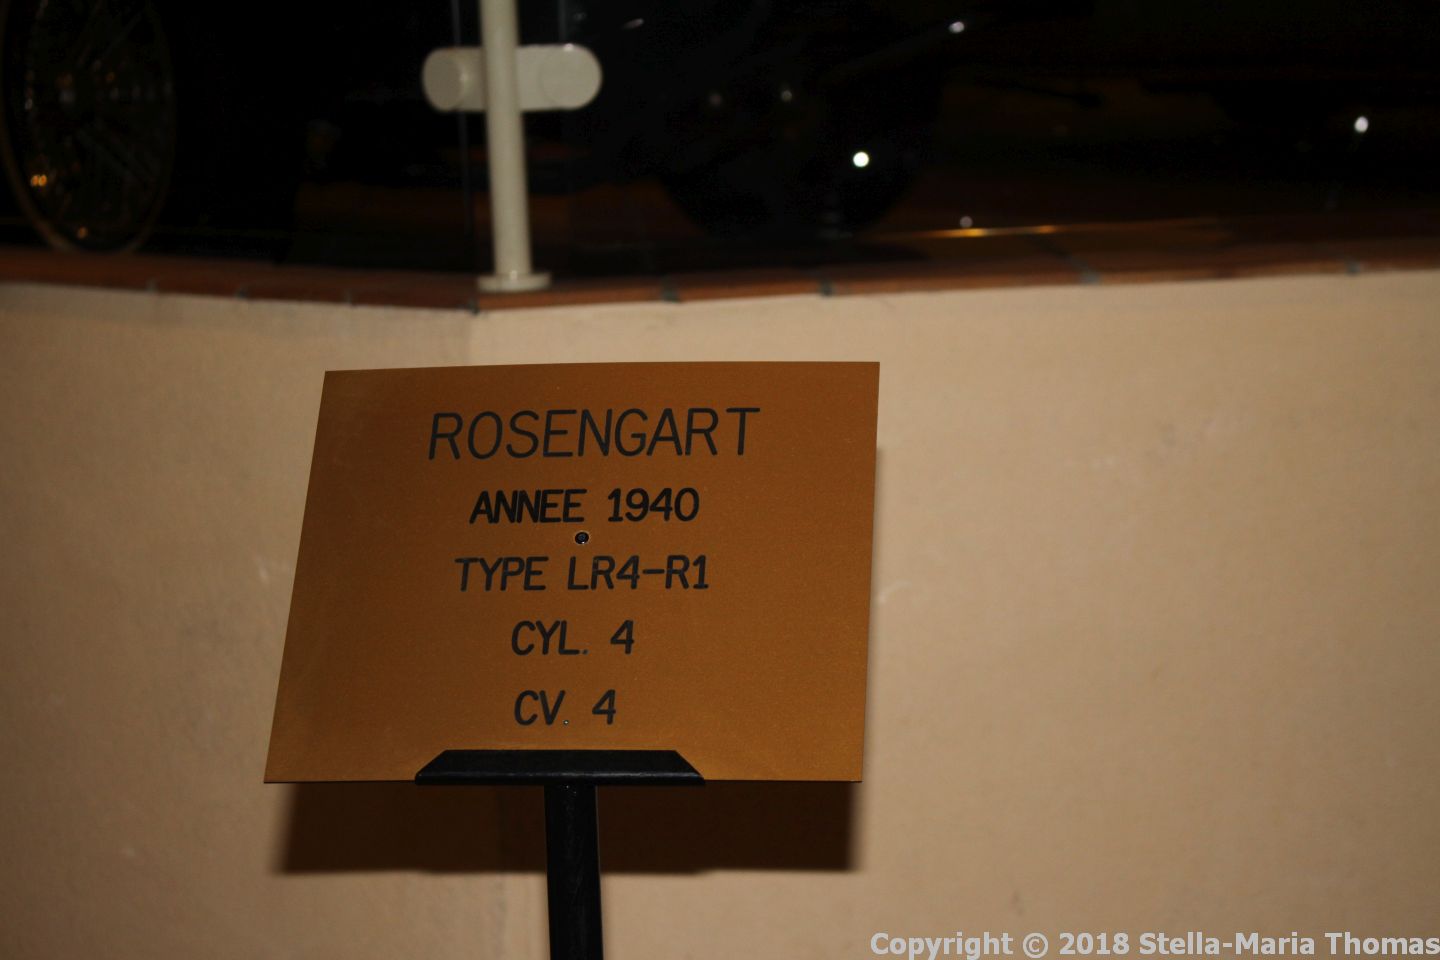 ROSENGART
ANNEE 1940
TYPE LR4-R1
CYL. 4
CV. 4
Copyright © 2018 Stella-Maria Thomas